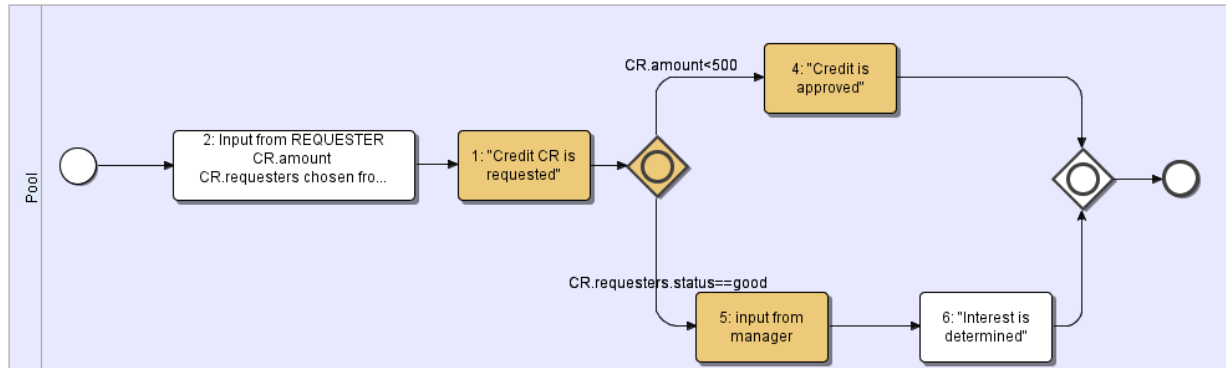 Pool
2: Input from REQUESTER
CR.amount
CR.requesters chosen fro...
1: "Credit CR is
requested"
CR.amount<500
4: "Credit is
approved"
CR.requesters.status==good
5: input from
manager
6: "Interest is
determined"